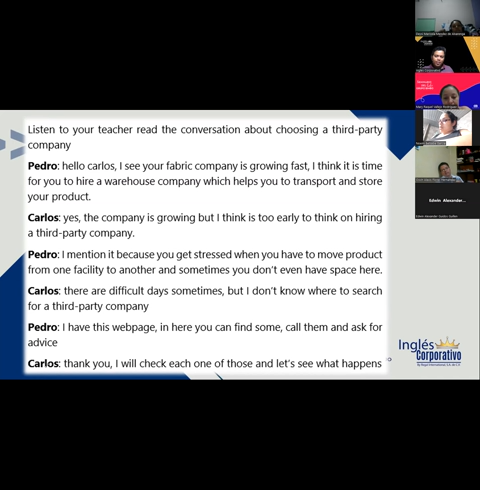 Listen to your teacher read the conversation about choosing a third-party
company
Pedro: hello carlos, I see your fabric company is growing fast, I think it is time
for you to hire a warehouse company which helps you to transport and store
your product.
Carlos: yes, the company is growing but I think is too early to think on hiring
a third-party company.
Pedro: I mention it because you get stressed when you have to move product
from one facility to another and sometimes you don't even have space here.
Carlos: there are difficult days sometimes, but I don't know where to search
for a third-party company
Pedro: I have this webpage, in here you can find some, call them and ask for
advice
Carlos: thank you, I will check each one of those and let's see what happens
Inglés
Corporativo
Edwin Alexander...